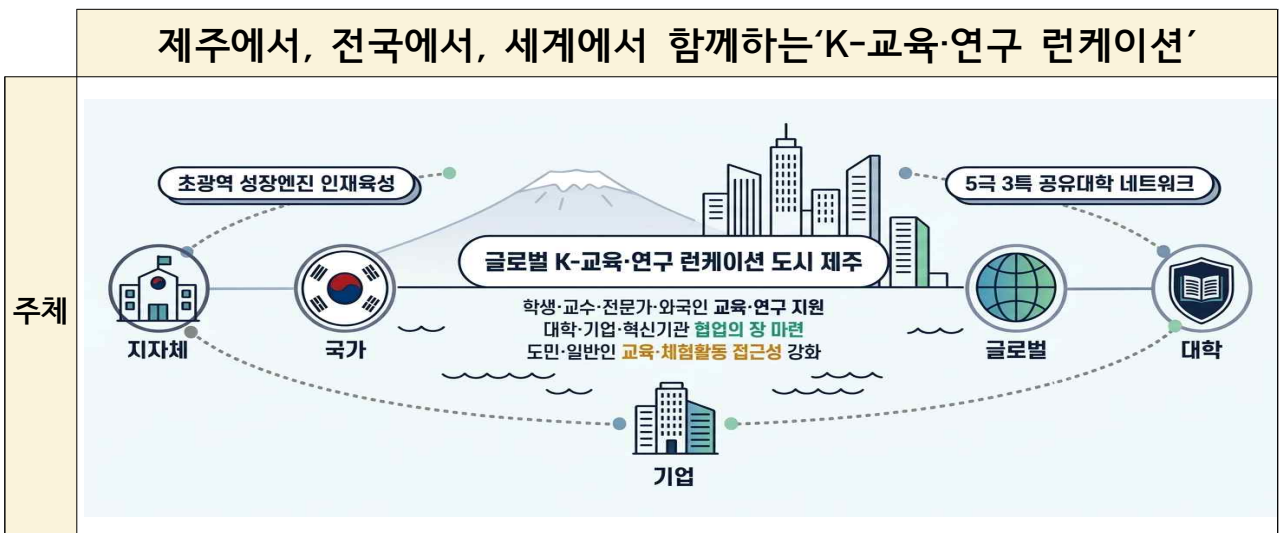 제주에서, 전국에서, 세계에서 함께하는‘K-교육·연구 런케이션’
주체
초광역 성장엔진 인재육성
5극 3특 공유대학 네트워크
글로벌 K-교육·연구 런케이션 도시 제주
학생·교수·전문가·와국인 교육·연구 지원
대학·기업·혁신기관 협업의 장 마련
도민·일반인 교육·체험활동 접근성 강화
지자체
국가
글로벌
대학
기업